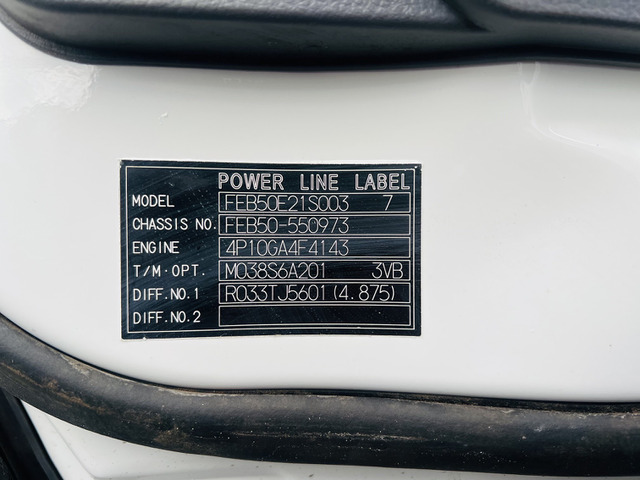 POWER LINE LABEL
MODEL FEB50E21S003 7
CHASSIS NO. FEB50-550973
ENGINE 4P10GA4F4143
T/M·OPT. M038S6A201 3VB
DIFF.NO.1 R033TJ5601(4.875)
DIFF.NO.2